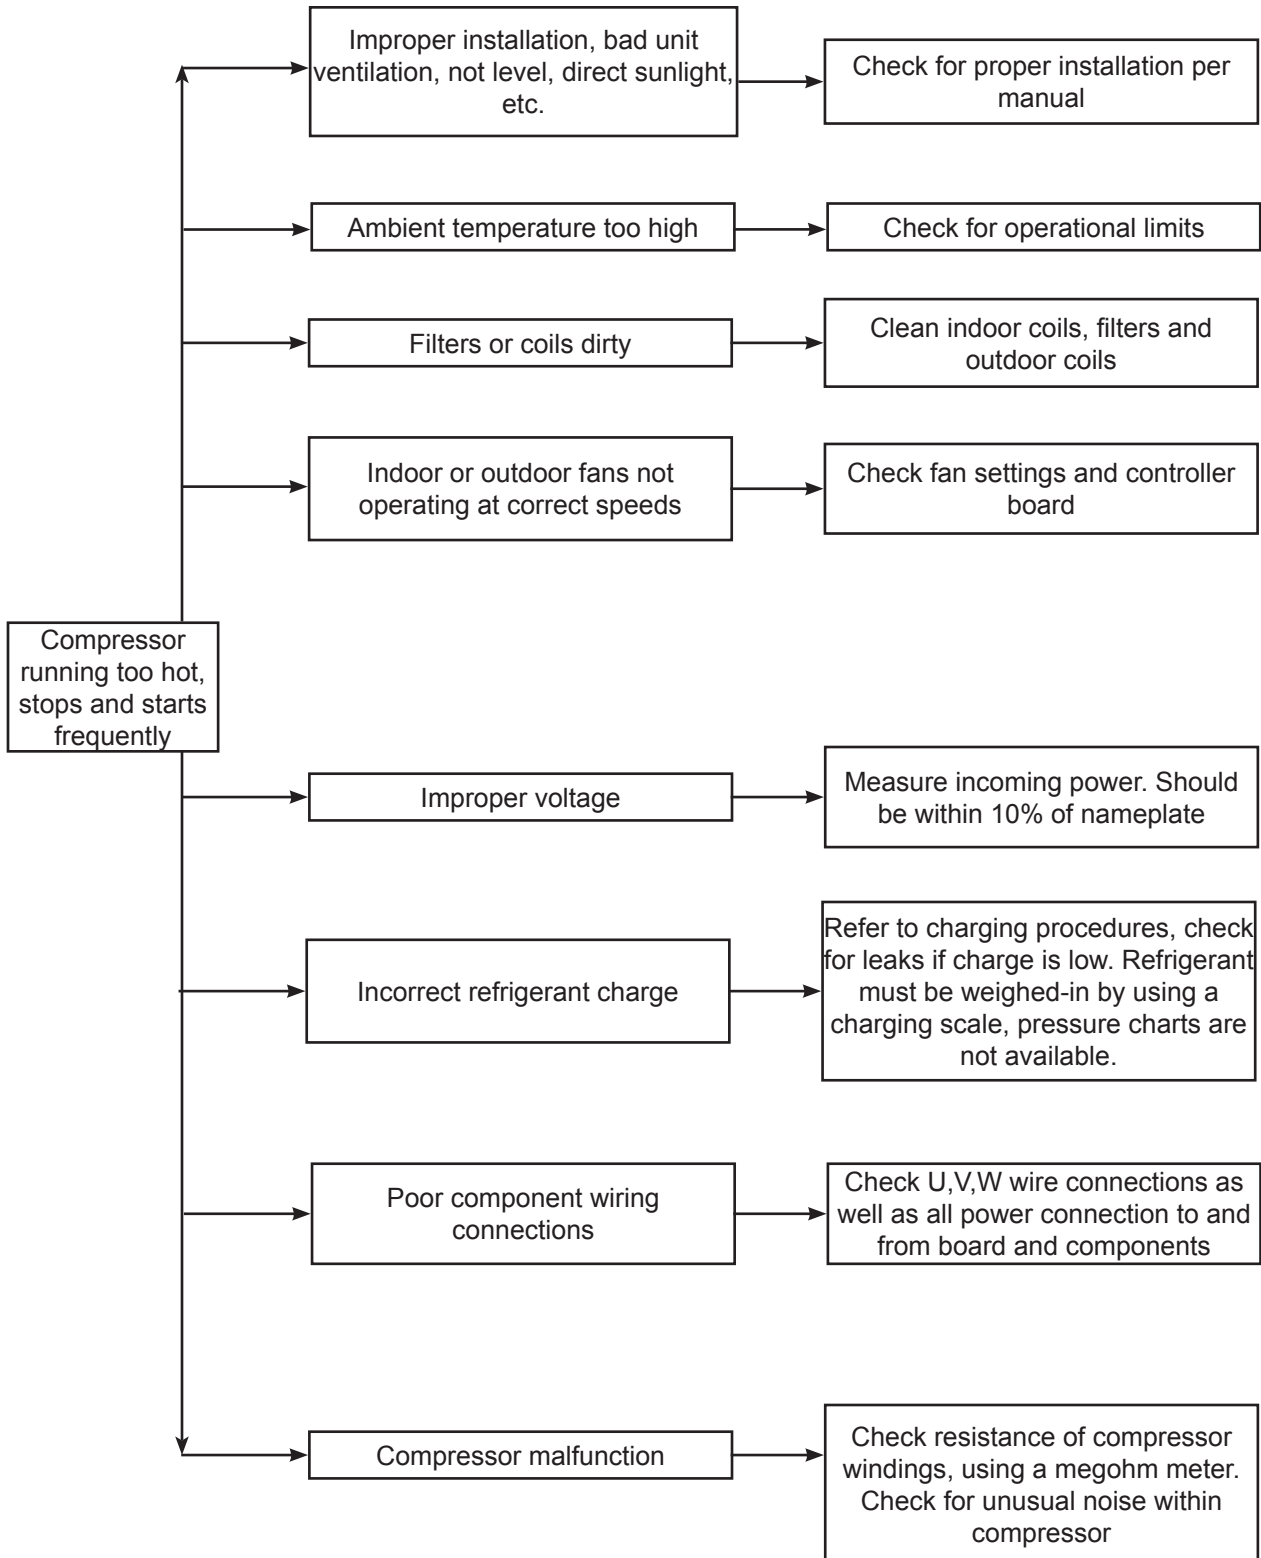 Improper installation, bad unit
ventilation, not level, direct sunlight,
etc.
Check for proper installation per
manual
Ambient temperature too high
Check for operational limits
Filters or coils dirty
Clean indoor coils, filters and
outdoor coils
Indoor or outdoor fans not
operating at correct speeds
Check fan settings and controller
board
Compressor
running too hot,
stops and starts
frequently
Improper voltage
Measure incoming power. Should
be within 10% of nameplate
Incorrect refrigerant charge
Refer to charging procedures, check
for leaks if charge is low. Refrigerant
must be weighed-in by using a
charging scale, pressure charts are
not available.
Poor component wiring
connections
Check U,V,W wire connections as
well as all power connection to and
from board and components
Compressor malfunction
Check resistance of compressor
windings, using a megohm meter.
Check for unusual noise within
compressor